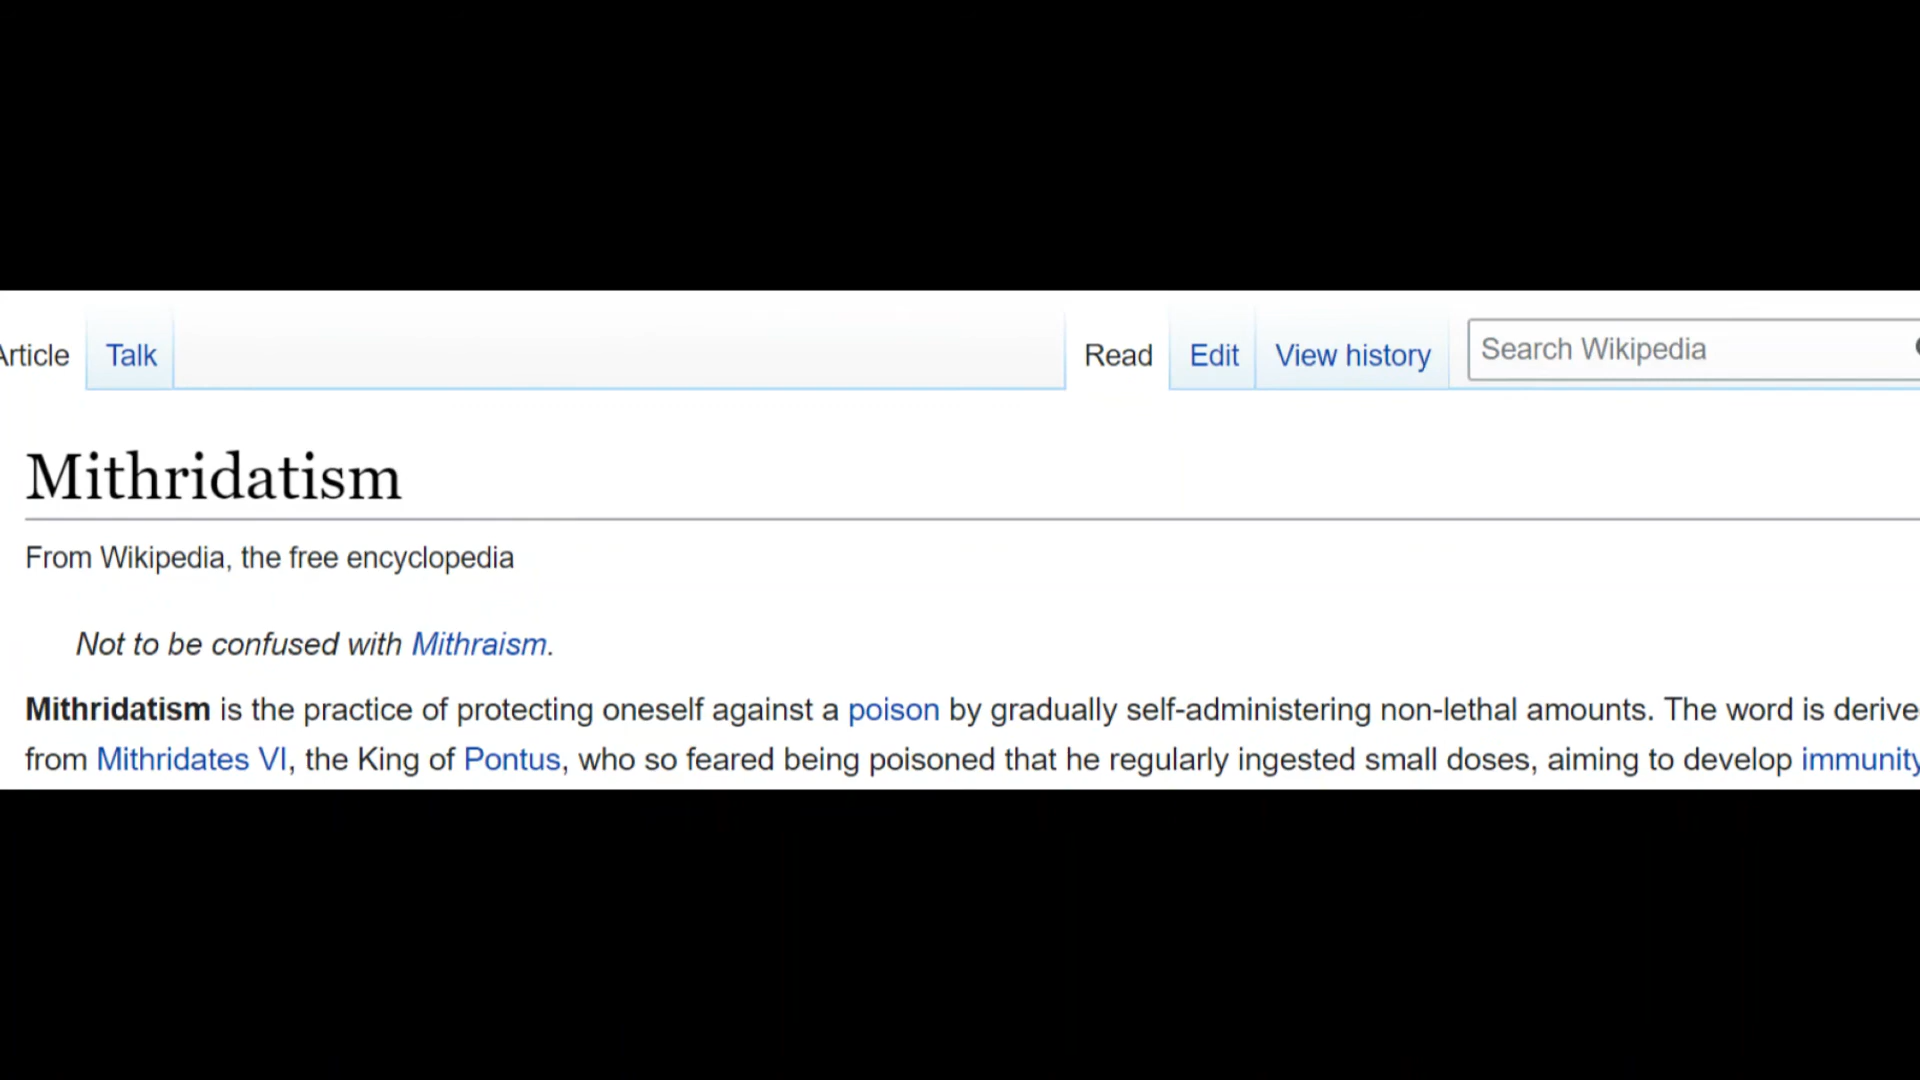 Article Talk Read Edit View history Search Wikipedia
Mithridatism
From Wikipedia, the free encyclopedia
Not to be confused with Mithraism.
Mithridatism is the practice of protecting oneself against a poison by gradually self-administering non-lethal amounts. The word is derive
from Mithridates VI, the King of Pontus, who so feared being poisoned that he regularly ingested small doses, aiming to develop immunity